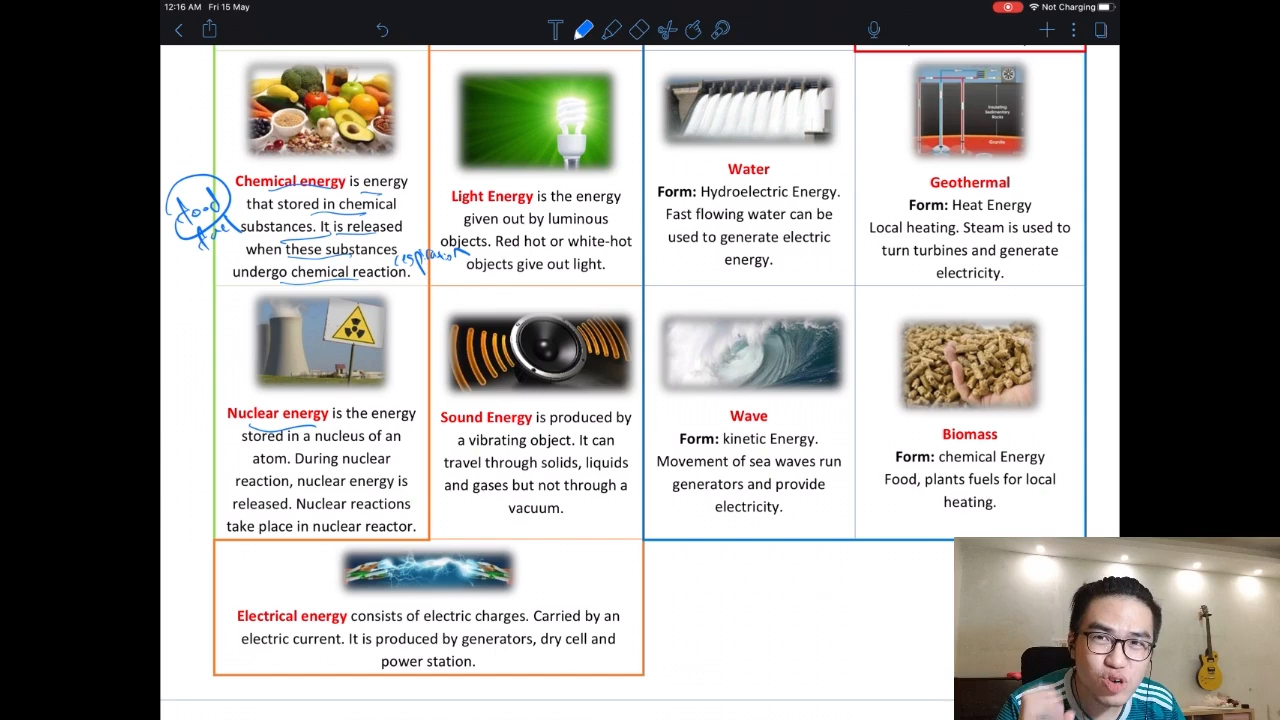 12:16 AM Fri 15 May
Not Charging
T
Chemical energy is energy
that stored in chemical
substances. It is released
when these substances
undergo chemical reaction.
food
fuel
respiration
Light Energy is the energy
given out by luminous
objects. Red hot or white-hot
objects give out light.
Water
Form: Hydroelectric Energy.
Fast flowing water can be
used to generate electric
energy.
Insulating
Sedimentary
Rocks
Granite
Geothermal
Form: Heat Energy
Local heating. Steam is used to
turn turbines and generate
electricity.
Nuclear energy is the energy
stored in a nucleus of an
atom. During nuclear
reaction, nuclear energy is
released. Nuclear reactions
take place in nuclear reactor.
Sound Energy is produced by
a vibrating object. It can
travel through solids, liquids
and gases but not through a
vacuum.
Wave
Form: kinetic Energy.
Movement of sea waves run
generators and provide
electricity.
Biomass
Form: chemical Energy
Food, plants fuels for local
heating.
Electrical energy consists of electric charges. Carried by an
electric current. It is produced by generators, dry cell and
power station.